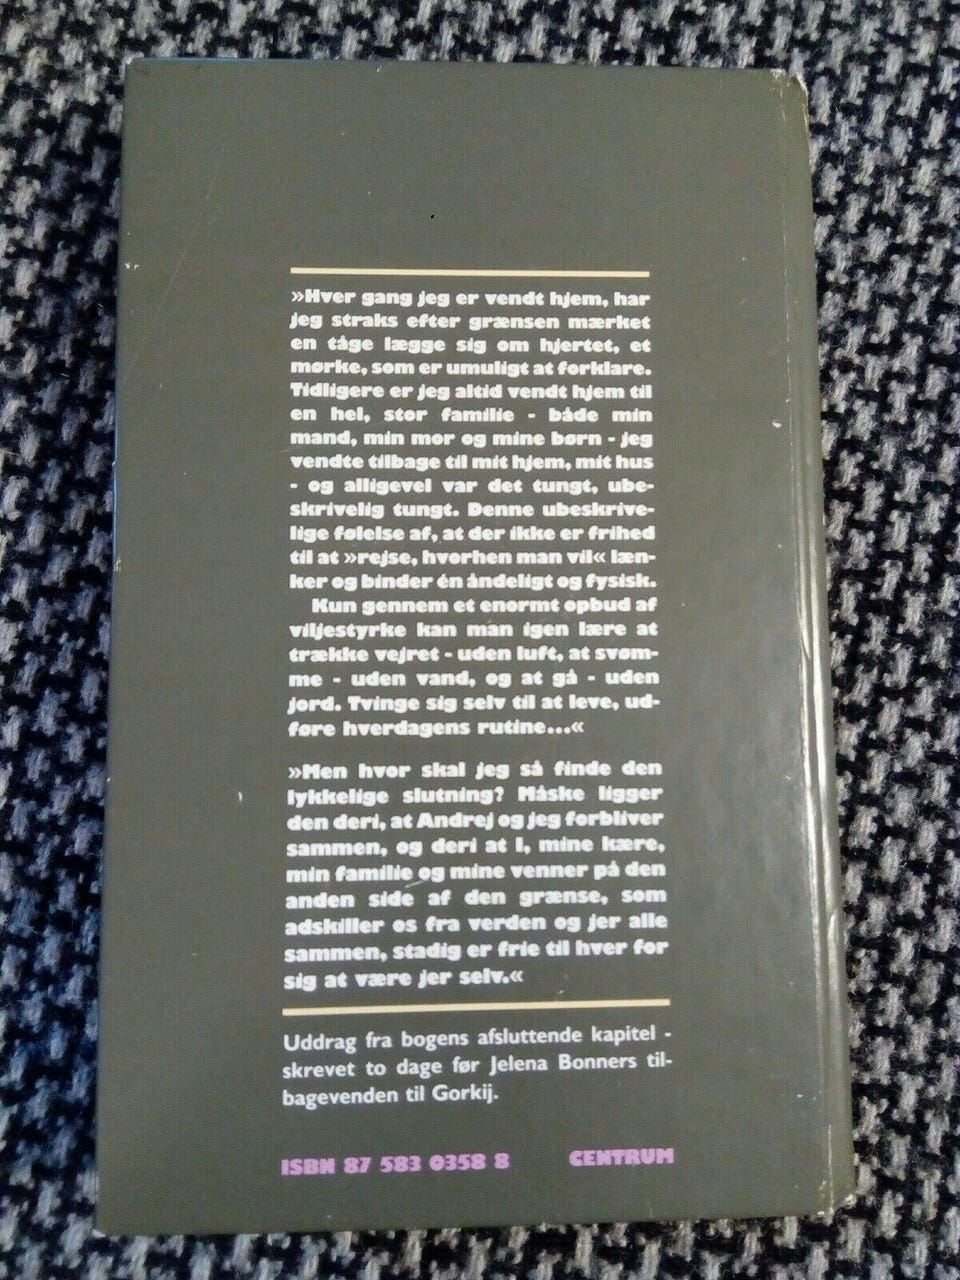 »Hver gang jeg er vendt hjem, har
jeg straks efter grænsen mærket
en tåge lægge sig om hjertet, et
mørke, som er umuligt at forklare.
Tidligere er jeg altid vendt hjem til
en hel, stor familie - både min
mand, min mor og mine børn - jeg
vendte tilbage til mit hjem, mit hus
- og alligevel var det tungt, ube-
skrivelig tungt. Denne ubeskrive-
lige følelse af, at der ikke er frihed
til at »rejse, hvorhen man vil« læn-
ker og binder én åndeligt og fysisk.
Kun gennem et enormt opbud af
viljestyrke kan man igen lære at
trække vejret - uden luft, at svøm-
me - uden vand, og at gå - uden
jord. Tvinge sig selv til at leve, ud-
føre hverdagens rutine...«
»Men hvor skal jeg så finde den
lykkelige slutning? Måske ligger
den deri, at Andrej og jeg forbliver
sammen, og deri at I, mine kære,
min familie og mine venner på den
anden side af den grænse, som
adskiller os fra verden og jer alle
sammen, stadig er frie til hver for
sig at være jer selv.«
Uddrag fra bogens afsluttende kapitel -
skrevet to dage før Jelena Bonners til-
bagevenden til Gorkij.
ISBN 87 583 0358 8 CENTRUM